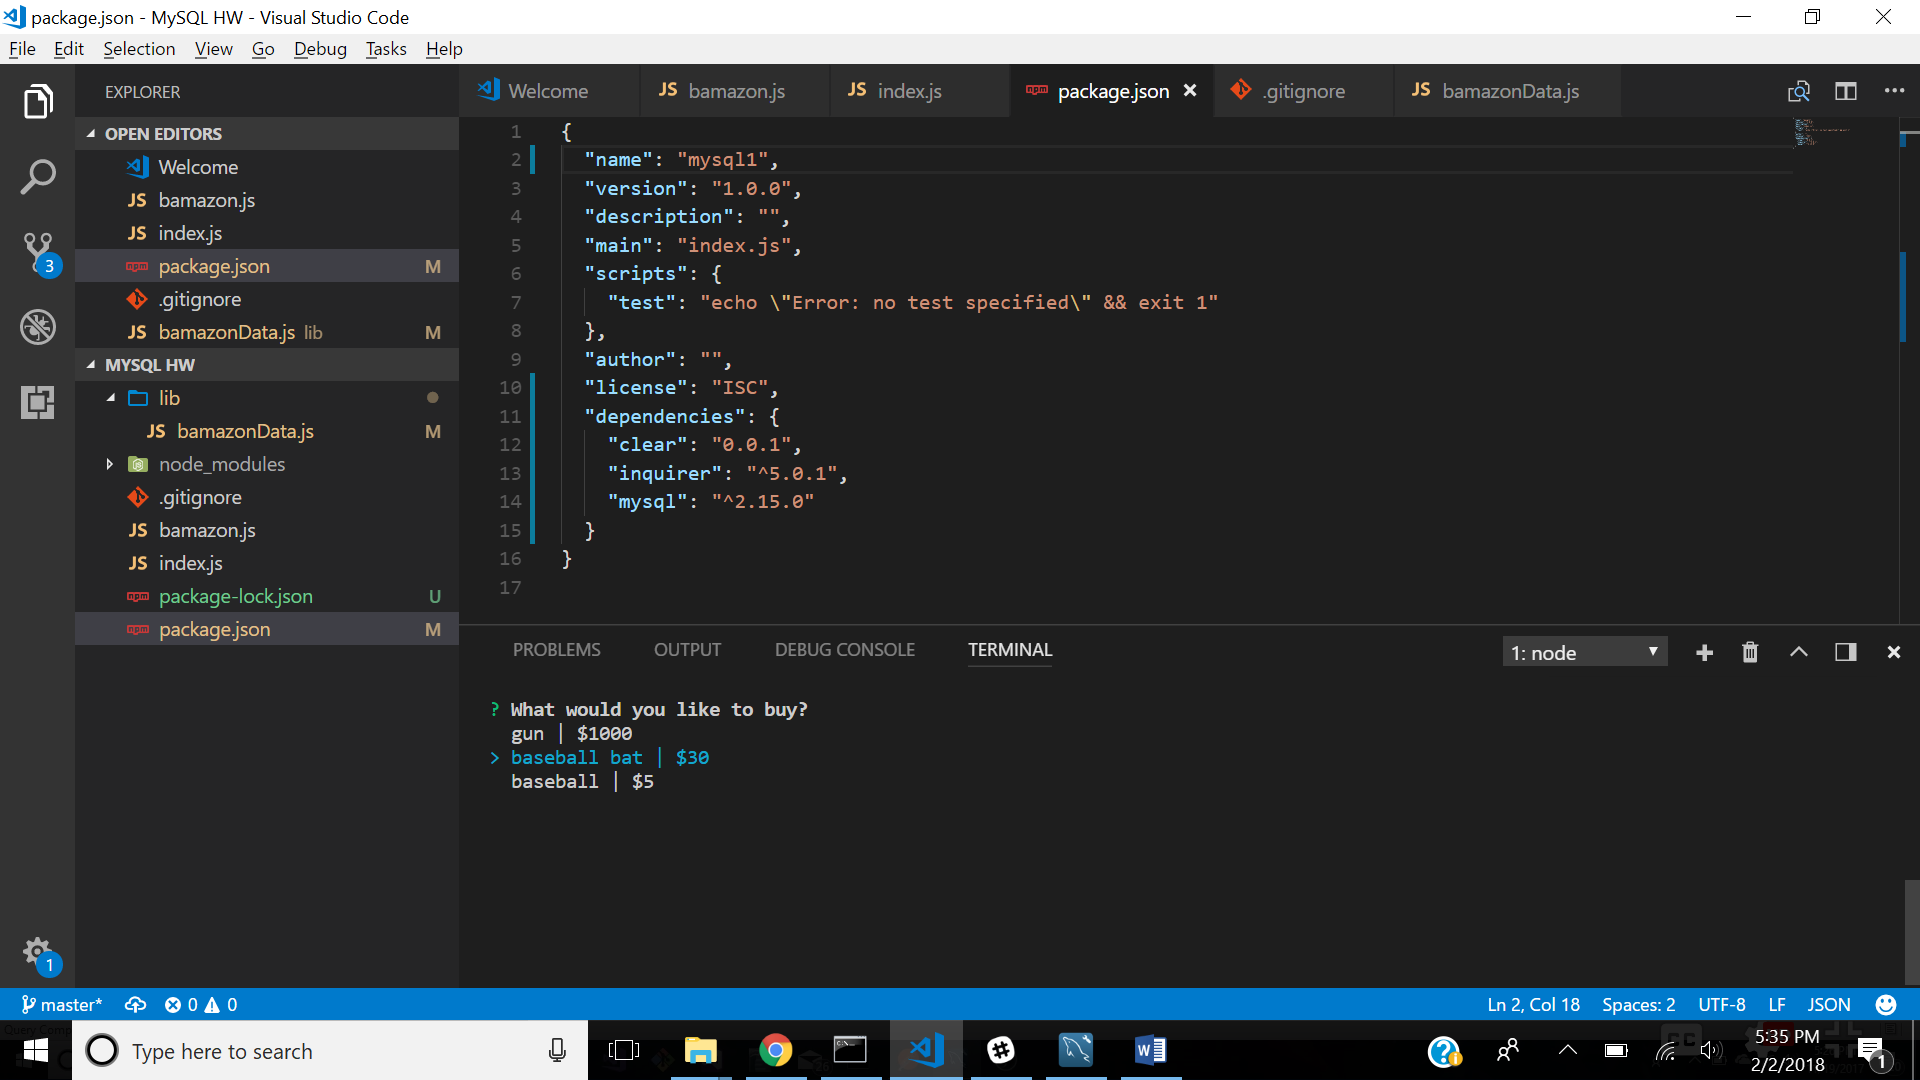 package.json - MySQL HW - Visual Studio Code
File Edit Selection View Go Debug Tasks Help
EXPLORER
OPEN EDITORS
Welcome
JS bamazon.js
JS index.js
npm package.json M
.gitignore
JS bamazonData.js lib M
MYSQL HW
lib
JS bamazonData.js M
node_modules
.gitignore
JS bamazon.js
JS index.js
npm package-lock.json U
npm package.json M
3
1
Welcome JS bamazon.js JS index.js npm package.json .gitignore JS bamazonData.js
1 {
2 "name": "mysql1",
3 "version": "1.0.0",
4 "description": "",
5 "main": "index.js",
6 "scripts": {
7 "test": "echo \"Error: no test specified\" && exit 1"
8 },
9 "author": "",
10 "license": "ISC",
11 "dependencies": {
12 "clear": "0.0.1",
13 "inquirer": "^5.0.1",
14 "mysql": "^2.15.0"
15 }
16 }
17
PROBLEMS OUTPUT DEBUG CONSOLE TERMINAL 1: node
? What would you like to buy?
gun | $1000
> baseball bat | $30
baseball | $5
master* 0 0 Ln 2, Col 18 Spaces: 2 UTF-8 LF JSON
Type here to search
5:35 PM
2/2/2018
1